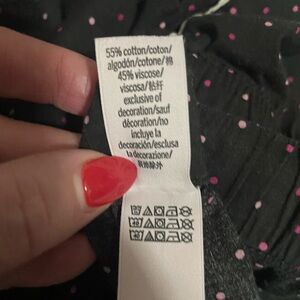 55% cotton/coton/
algodón/cotone/棉
45% viscose/
viscosa/粘纤
exclusive of
decoration/sauf
décoration/no
incluye la
decoración/esclusa
la decorazione/